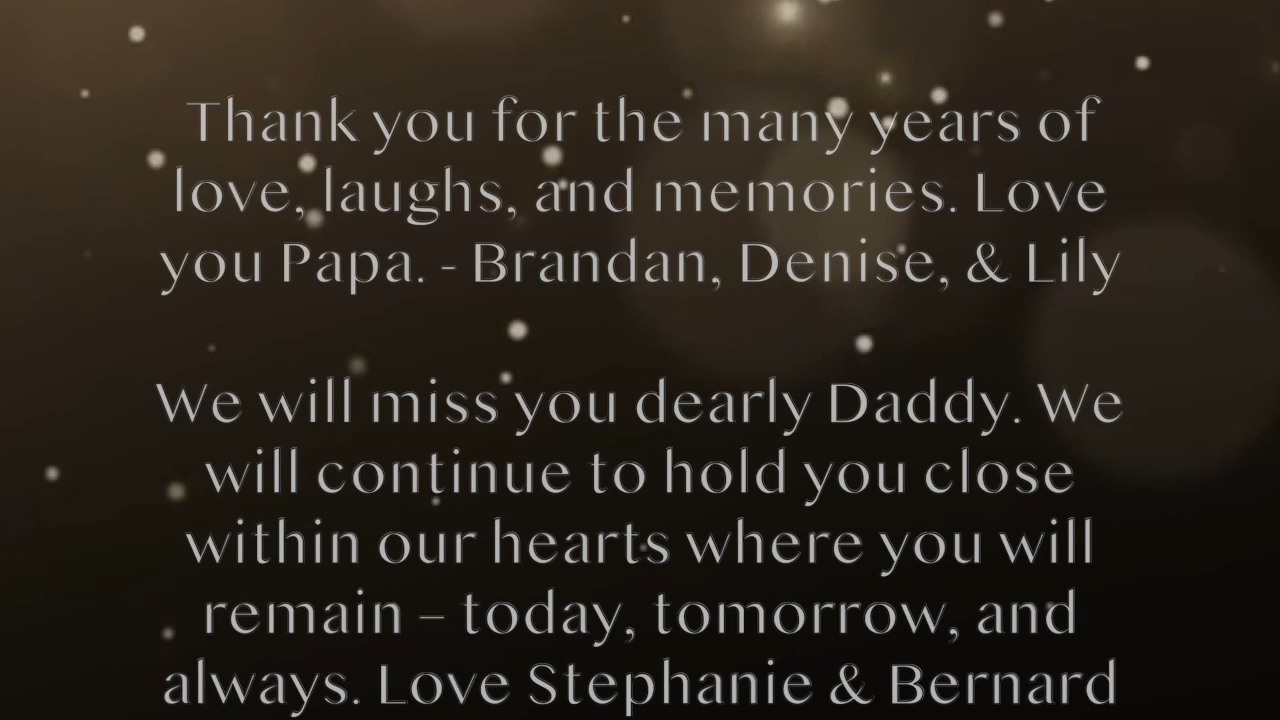 Thank you for the many years of
love, laughs, and memories. Love
you Papa. - Brandan, Denise, & Lily
We will miss you dearly Daddy. We
will continue to hold you close
within our hearts where you will
remain – today, tomorrow, and
always. Love Stephanie & Bernard